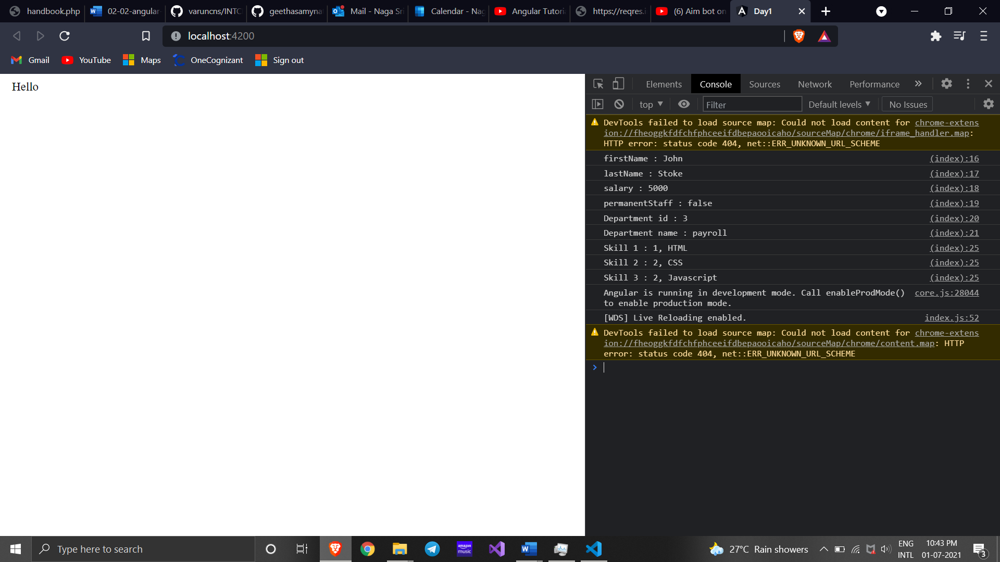 handbook.php
02-02-angular-
varuncns/INTC
geethasamyna
Mail - Naga Sri
Calendar - Nag
Angular Tutoria
https://reqres.i
(6) Aim bot on
Day1
localhost:4200
Gmail
YouTube
Maps
OneCognizant
Sign out
Hello
Elements
Console
Sources
Network
Performance
top
Filter
Default levels
No Issues
DevTools failed to load source map: Could not load content for chrome-extens
ion://fheoggkfdfchfphceeifdbepaooicaho/sourceMap/chrome/iframe_handler.map:
HTTP error: status code 404, net::ERR_UNKNOWN_URL_SCHEME
firstName : John (index):16
lastName : Stoke (index):17
salary : 5000 (index):18
permanentStaff : false (index):19
Department id : 3 (index):20
Department name : payroll (index):21
Skill 1 : 1, HTML (index):25
Skill 2 : 2, CSS (index):25
Skill 3 : 2, Javascript (index):25
Angular is running in development mode. Call enableProdMode() core.js:28044
to enable production mode.
[WDS] Live Reloading enabled. index.js:52
DevTools failed to load source map: Could not load content for chrome-extens
ion://fheoggkfdfchfphceeifdbepaooicaho/sourceMap/chrome/content.map: HTTP
error: status code 404, net::ERR_UNKNOWN_URL_SCHEME
Type here to search
amazon
music
27°C Rain showers
ENG
INTL
10:43 PM
01-07-2021
3